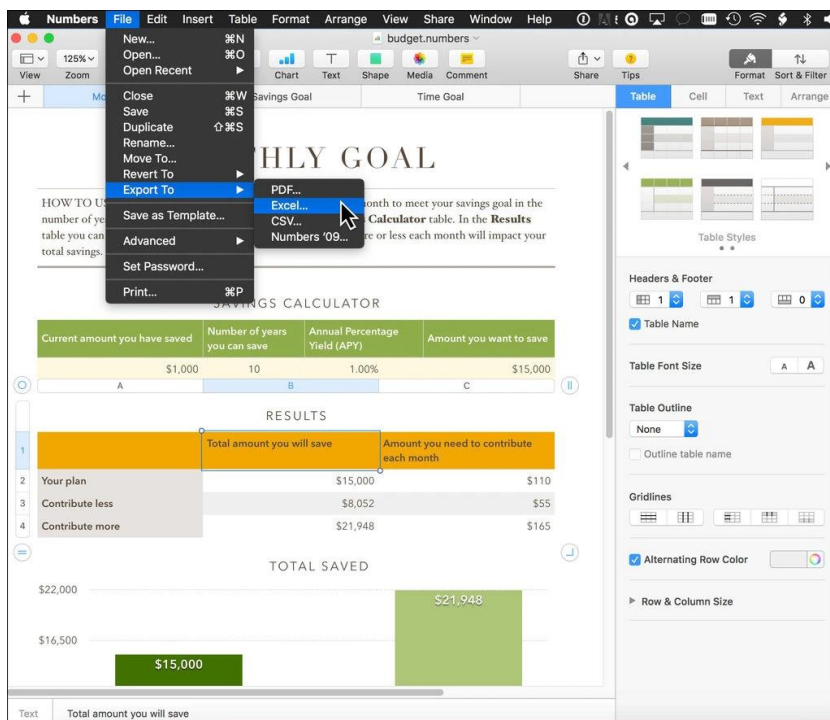 Numbers File Edit Insert Table Format Arrange View Share Window Help
budget.numbers
125%
View Zoom Chart Text Shape Media Comment Share Tips Format Sort & Filter
New... ⌘N
Open... ⌘O
Open Recent
Close ⌘W
Save ⌘S
Duplicate ⇧⌘S
Rename...
Move To...
Revert To
Export To
Save as Template...
Advanced
Set Password...
Print... ⌘P
PDF...
Excel...
CSV...
Numbers '09...
Mo
Savings Goal
Time Goal
HLY GOAL
HOW TO US
onth to meet your savings goal in the
number of ye
Calculator table. In the Results
table you can
re or less each month will impact your
total savings.
SAVINGS CALCULATOR
Current amount you have saved
Number of years
you can save
Annual Percentage
Yield (APY)
Amount you want to save
$1,000 10 1.00% $15,000
A B C
RESULTS
Total amount you will save
Amount you need to contribute
each month
1
2 Your plan $15,000 $110
3 Contribute less $8,052 $55
4 Contribute more $21,948 $165
TOTAL SAVED
$22,000
$21,948
$16,500
$15,000
Text Total amount you will save
Table Cell Text Arrange
Table Styles
Headers & Footer
1 1 0
Table Name
Table Font Size A A
Table Outline
None
Outline table name
Gridlines
Alternating Row Color
Row & Column Size